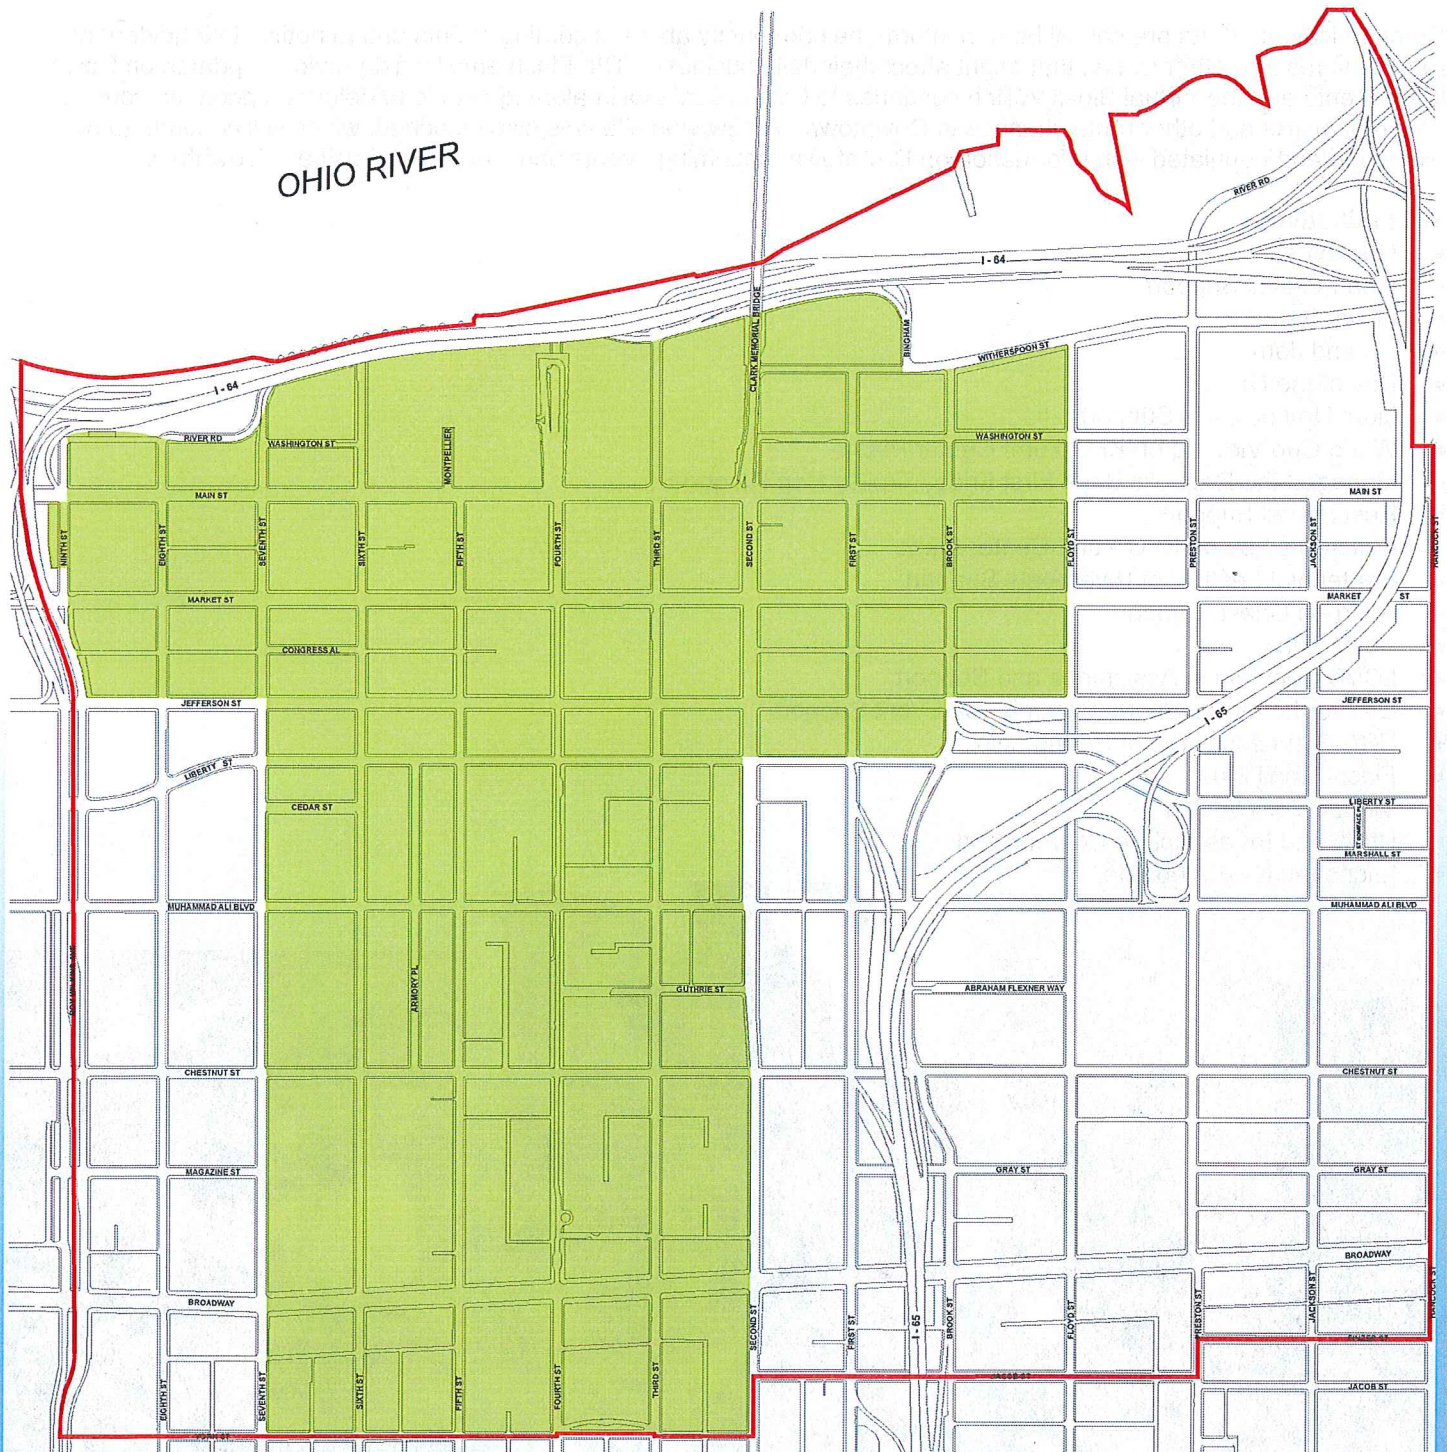 OHIO RIVER
RIVER RD
I - 64
CLARK MEMORIAL BRIDGE
BINGHAM
WITHERSPOON ST
I - 64
RIVER RD
WASHINGTON ST
MONTPELLIER
WASHINGTON ST
MAIN ST
MAIN ST
NINTH ST
EIGHTH ST
SEVENTH ST
SIXTH ST
FIFTH ST
FOURTH ST
THIRD ST
SECOND ST
FIRST ST
BROOK ST
FLOYD ST
PRESTON ST
JACKSON ST
HANCOCK ST
MARKET ST
MARKET ST
CONGRESS AL
JEFFERSON ST
JEFFERSON ST
I - 65
LIBERTY ST
CEDAR ST
LIBERTY ST
ST BONIFACE PL
MARSHALL ST
MUHAMMAD ALI BLVD
MUHAMMAD ALI BLVD
ARMORY PL
GUTHRIE ST
ABRAHAM FLEXNER WAY
CHESTNUT ST
CHESTNUT ST
MAGAZINE ST
GRAY ST
GRAY ST
BROADWAY
BROADWAY
SECOND ST
FIRST ST
I - 65
BROOK ST
FLOYD ST
PRESTON ST
JACKSON ST
HANCOCK ST
EIGHTH ST
SEVENTH ST
SIXTH ST
FIFTH ST
FOURTH ST
THIRD ST
JACOB ST
JACOB ST
YORK ST